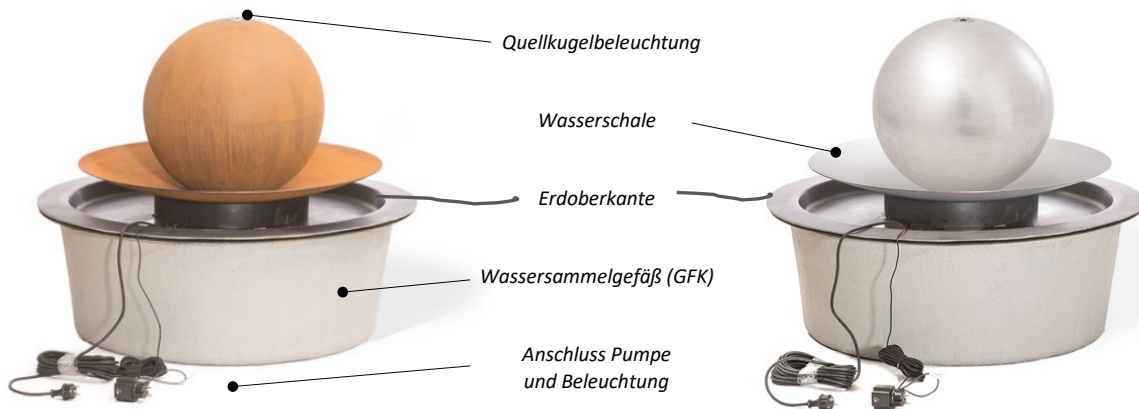 Quellkugelbeleuchtung
Wasserschale
Erdoberkante
Wassersammelgefäß (GFK)
Anschluss Pumpe
und Beleuchtung